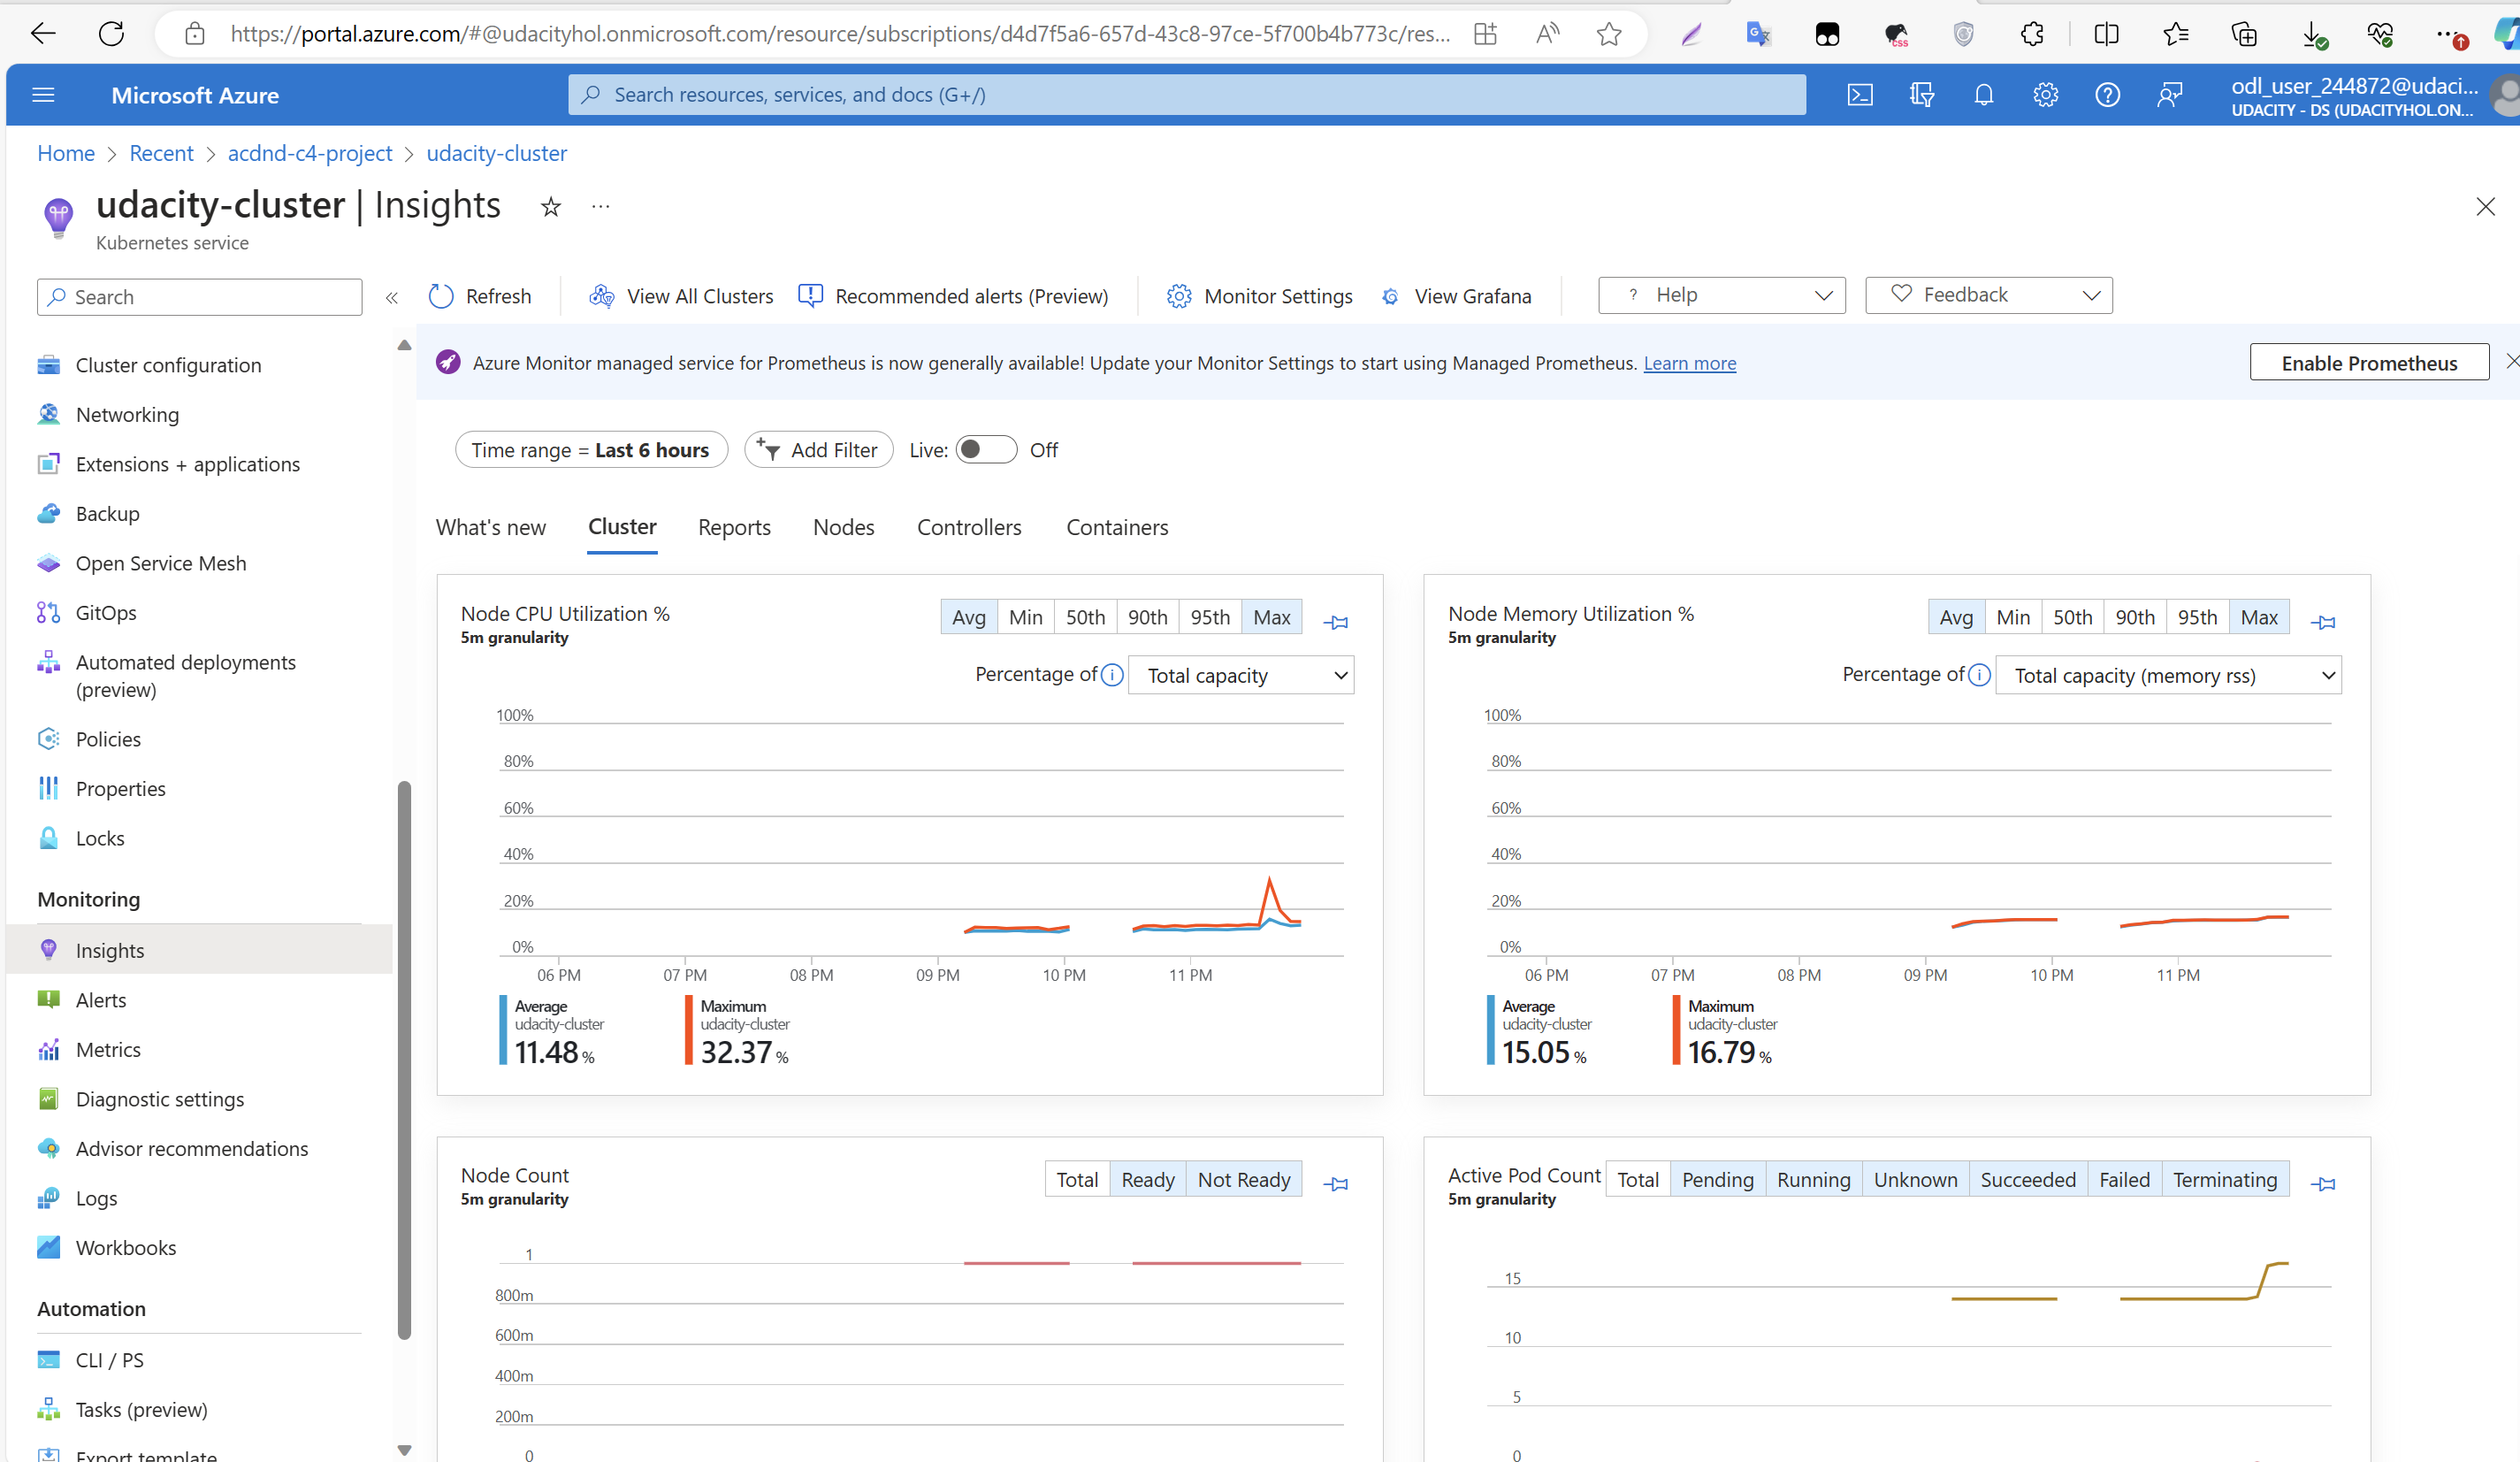 https://portal.azure.com/#@udacityhol.onmicrosoft.com/resource/subscriptions/d4d7f5a6-657d-43c8-97ce-5f700b4b773c/res...
Microsoft Azure
Search resources, services, and docs (G+/)
odl_user_244872@udaci...
UDACITY - DS (UDACITYHOL.ON...
Home > Recent > acdnd-c4-project > udacity-cluster
udacity-cluster | Insights
Kubernetes service
Search
Refresh
View All Clusters
Recommended alerts (Preview)
Monitor Settings
View Grafana
? Help
Feedback
Azure Monitor managed service for Prometheus is now generally available! Update your Monitor Settings to start using Managed Prometheus. Learn more
Enable Prometheus
Cluster configuration
Networking
Extensions + applications
Backup
Open Service Mesh
GitOps
Automated deployments
(preview)
Policies
Properties
Locks
Monitoring
Insights
Alerts
Metrics
Diagnostic settings
Advisor recommendations
Logs
Workbooks
Automation
CLI / PS
Tasks (preview)
Export template
Time range = Last 6 hours
Add Filter
Live: Off
What's new
Cluster
Reports
Nodes
Controllers
Containers
Node CPU Utilization %
5m granularity
Avg Min 50th 90th 95th Max
Percentage of Total capacity
100%
80%
60%
40%
20%
0%
06 PM 07 PM 08 PM 09 PM 10 PM 11 PM
Average
udacity-cluster
11.48 %
Maximum
udacity-cluster
32.37 %
Node Memory Utilization %
5m granularity
Avg Min 50th 90th 95th Max
Percentage of Total capacity (memory rss)
100%
80%
60%
40%
20%
0%
06 PM 07 PM 08 PM 09 PM 10 PM 11 PM
Average
udacity-cluster
15.05 %
Maximum
udacity-cluster
16.79 %
Node Count
5m granularity
Total Ready Not Ready
1
800m
600m
400m
200m
0
Active Pod Count
5m granularity
Total Pending Running Unknown Succeeded Failed Terminating
15
10
5
0